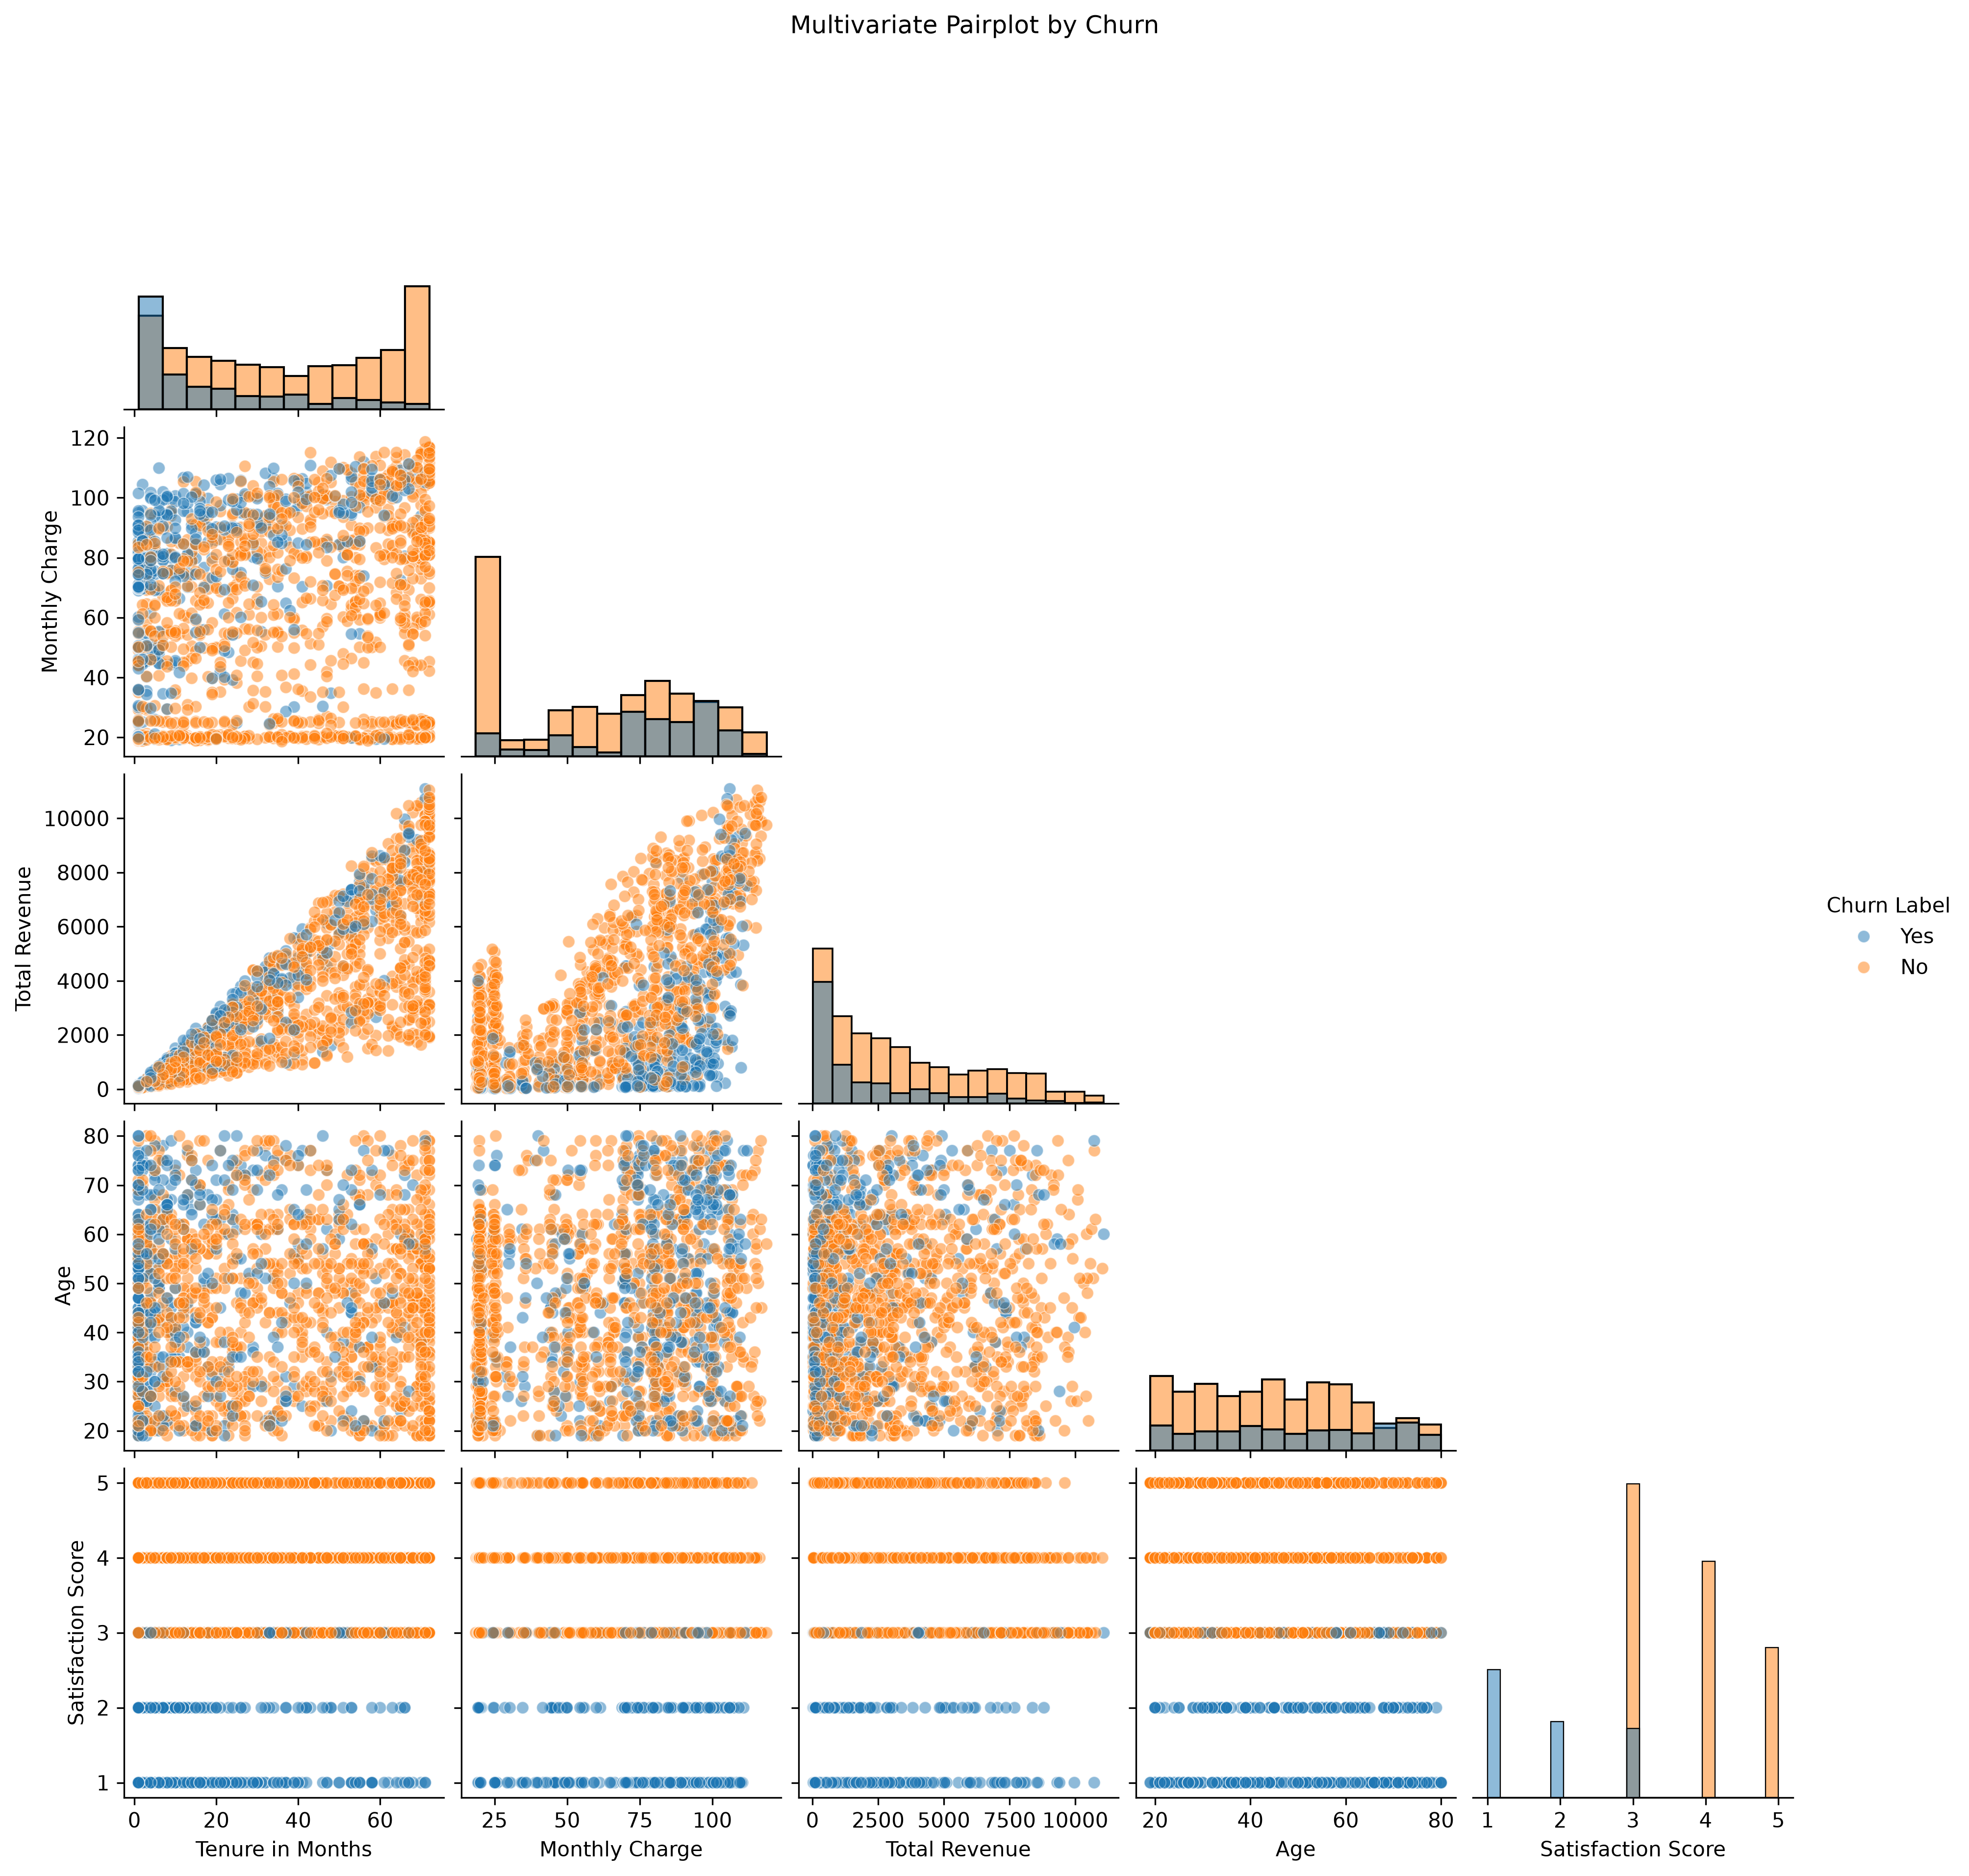 Multivariate Pairplot by Churn
120
100
80
60
40
20
Monthly Charge
10000
8000
6000
4000
2000
0
Total Revenue
Churn Label
Yes
No
80
70
60
50
40
30
20
Age
5
4
3
2
1
Satisfaction Score
0 20 40 60
Tenure in Months
25 50 75 100
Monthly Charge
0 2500 5000 7500 10000
Total Revenue
20 40 60 80
Age
1 2 3 4 5
Satisfaction Score